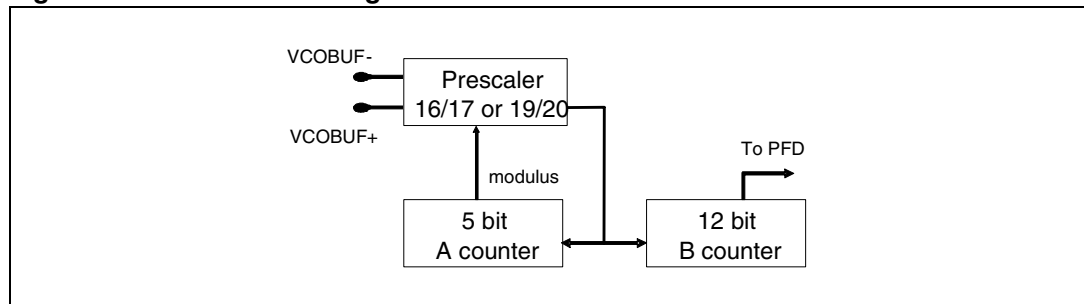 VCOBUF-
VCOBUF+
Prescaler
16/17 or 19/20
modulus
To PFD
5 bit
A counter
12 bit
B counter